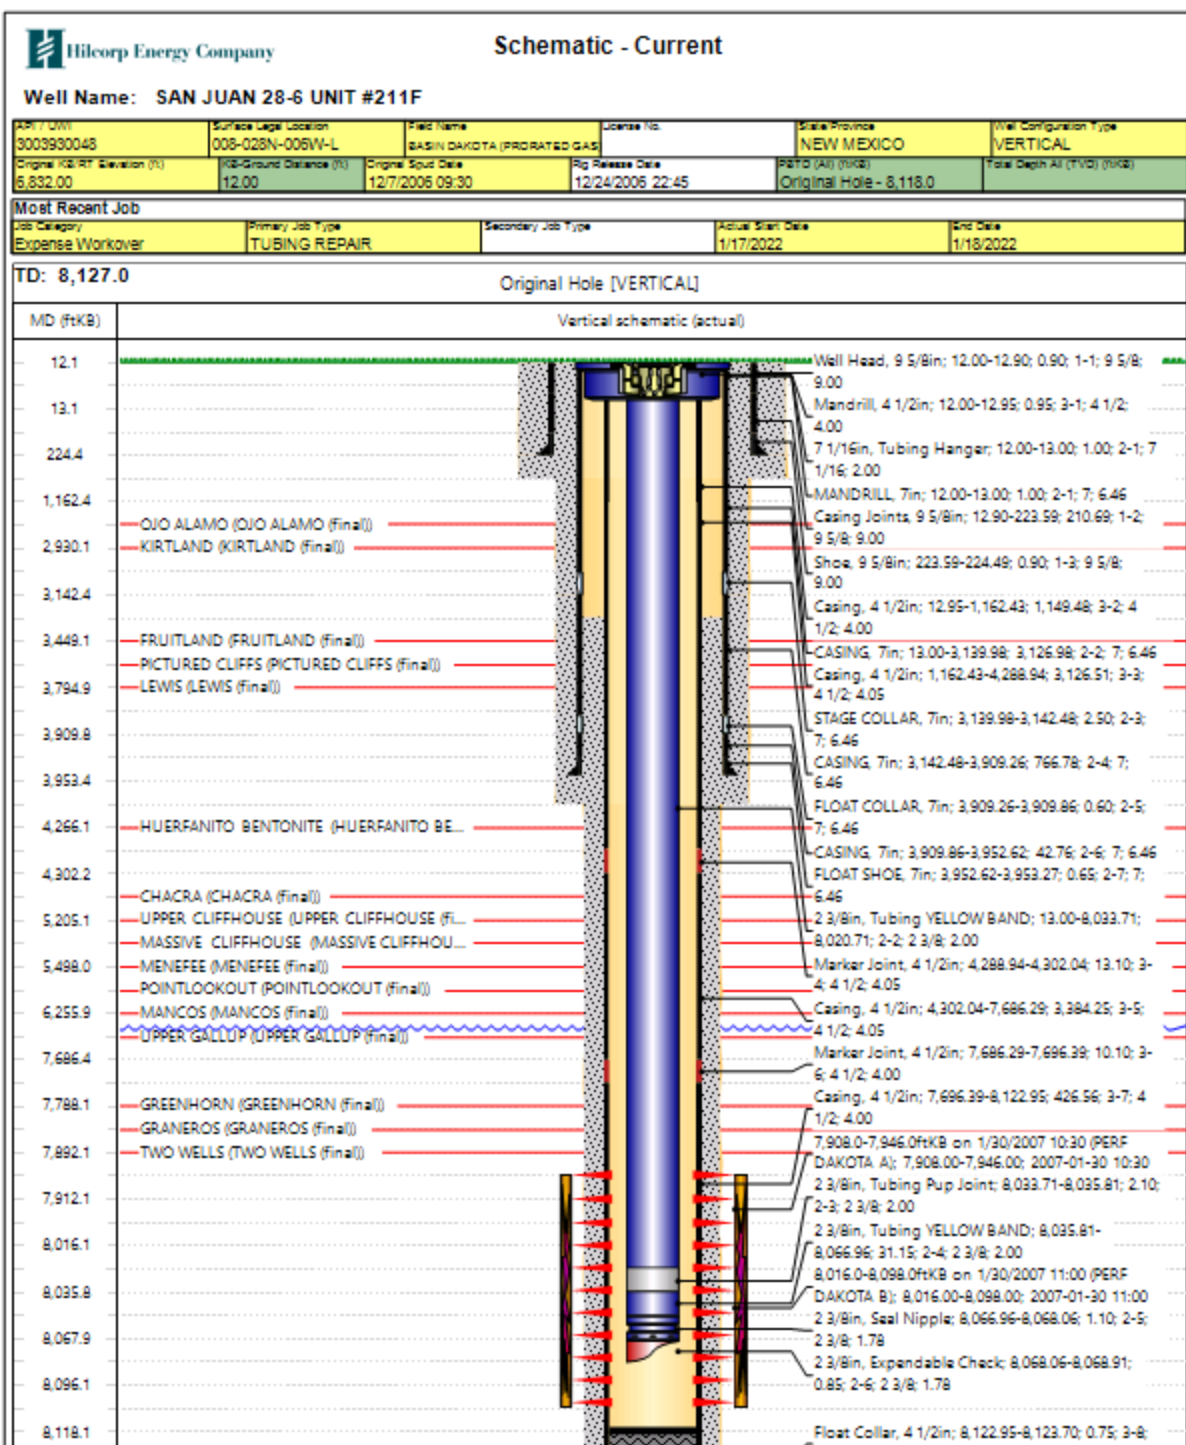 Hilcorp Energy Company
Schematic - Current
Well Name: SAN JUAN 28-6 UNIT #211F
API / UWI
3003930048
Surface Legal Location
008-028N-006W-L
Field Name
BASIN DAKOTA (PRORATED GAS
License No.
State/Province
NEW MEXICO
Well Configuration Type
VERTICAL
Original KB/RT Elevation (ft)
6,832.00
KB-Ground Distance (ft)
12.00
Original Spud Date
12/7/2006 09:30
Rig Release Date
12/24/2006 22:45
PBTD (All) (ftKB)
Original Hole - 8,118.0
Total Depth All (TVD) (ftKB)
Most Recent Job
Job Category
Expense Workover
Primary Job Type
TUBING REPAIR
Secondary Job Type
Actual Start Date
1/17/2022
End Date
1/18/2022
TD: 8,127.0
Original Hole [VERTICAL]
MD (ftKB)
Vertical schematic (actual)
12.1
13.1
224.4
1,162.4
2,930.1
3,142.4
3,449.1
3,794.9
3,909.8
3,953.4
4,266.1
4,302.2
5,205.1
5,498.0
6,255.9
7,686.4
7,788.1
7,892.1
7,912.1
8,016.1
8,035.8
8,067.9
8,096.1
8,118.1
OJO ALAMO (OJO ALAMO (final))
KIRTLAND (KIRTLAND (final))
FRUITLAND (FRUITLAND (final))
PICTURED CLIFFS (PICTURED CLIFFS (final))
LEWIS (LEWIS (final))
HUERFANITO BENTONITE (HUERFANITO BE...
CHACRA (CHACRA (final))
UPPER CLIFFHOUSE (UPPER CLIFFHOUSE (fi...
MASSIVE CLIFFHOUSE (MASSIVE CLIFFHOU...
MENEFEE (MENEFEE (final))
POINTLOOKOUT (POINTLOOKOUT (final))
MANCOS (MANCOS (final))
UPPER GALLUP (UPPER GALLUP (final))
GREENHORN (GREENHORN (final))
GRANEROS (GRANEROS (final))
TWO WELLS (TWO WELLS (final))
Well Head, 9 5/8in; 12.00-12.90; 0.90; 1-1; 9 5/8;
9.00
Mandrill, 4 1/2in; 12.00-12.95; 0.95; 3-1; 4 1/2;
4.00
7 1/16in, Tubing Hanger; 12.00-13.00; 1.00; 2-1; 7
1/16; 2.00
MANDRILL, 7in; 12.00-13.00; 1.00; 2-1; 7; 6.46
Casing Joints, 9 5/8in; 12.90-223.59; 210.69; 1-2;
9 5/8; 9.00
Shoe, 9 5/8in; 223.59-224.49; 0.90; 1-3; 9 5/8;
9.00
Casing, 4 1/2in; 12.95-1,162.43; 1,149.48; 3-2; 4
1/2; 4.00
CASING, 7in; 13.00-3,139.98; 3,126.98; 2-2; 7; 6.46
Casing, 4 1/2in; 1,162.43-4,288.94; 3,126.51; 3-3;
4 1/2; 4.05
STAGE COLLAR, 7in; 3,139.98-3,142.48; 2.50; 2-3;
7; 6.46
CASING, 7in; 3,142.48-3,909.26; 766.78; 2-4; 7;
6.46
FLOAT COLLAR, 7in; 3,909.26-3,909.86; 0.60; 2-5;
7; 6.46
CASING, 7in; 3,909.86-3,952.62; 42.76; 2-6; 7; 6.46
FLOAT SHOE, 7in; 3,952.62-3,953.27; 0.65; 2-7; 7;
6.46
2 3/8in, Tubing YELLOW BAND; 13.00-8,033.71;
8,020.71; 2-2; 2 3/8; 2.00
Marker Joint, 4 1/2in; 4,288.94-4,302.04; 13.10; 3-
4; 4 1/2; 4.05
Casing, 4 1/2in; 4,302.04-7,686.29; 3,384.25; 3-5;
4 1/2; 4.05
Marker Joint, 4 1/2in; 7,686.29-7,696.39; 10.10; 3-
6; 4 1/2; 4.00
Casing, 4 1/2in; 7,696.39-8,122.95; 426.56; 3-7; 4
1/2; 4.00
7,908.0-7,946.0ftKB on 1/30/2007 10:30 (PERF
DAKOTA A); 7,908.00-7,946.00; 2007-01-30 10:30
2 3/8in, Tubing Pup Joint; 8,033.71-8,035.81; 2.10;
2-3; 2 3/8; 2.00
2 3/8in, Tubing YELLOW BAND; 8,035.81-
8,066.96; 31.15; 2-4; 2 3/8; 2.00
8,016.0-8,098.0ftKB on 1/30/2007 11:00 (PERF
DAKOTA B); 8,016.00-8,098.00; 2007-01-30 11:00
2 3/8in, Seal Nipple; 8,066.96-8,068.06; 1.10; 2-5;
2 3/8; 1.78
2 3/8in, Expendable Check; 8,068.06-8,068.91;
0.85; 2-6; 2 3/8; 1.78
Float Collar, 4 1/2in; 8,122.95-8,123.70; 0.75; 3-8;